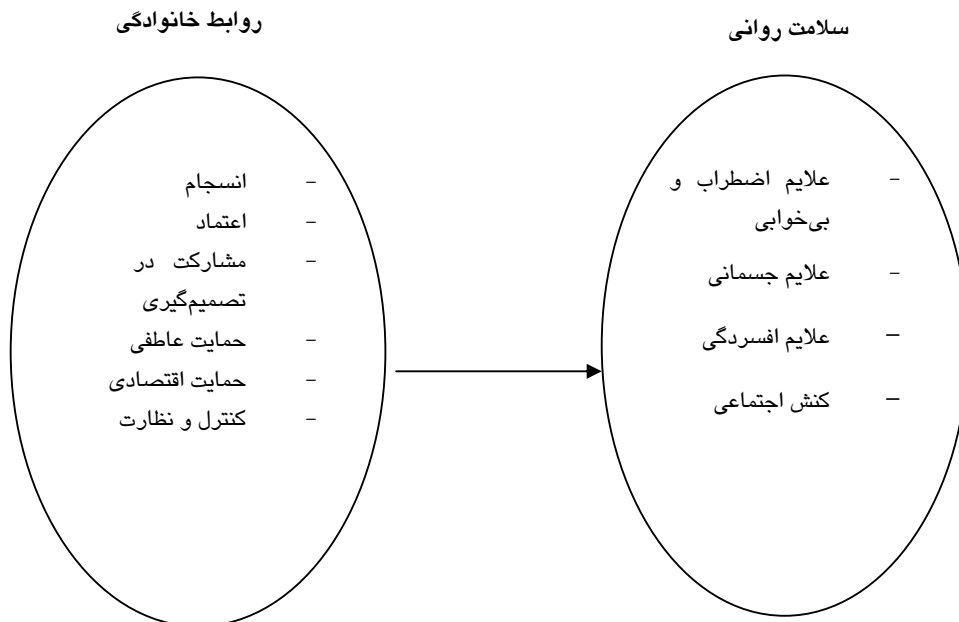 سلامت روانی
- علایم اضطراب و
بی‌خوابی
- علایم جسمانی
– علایم افسردگی
– کنش اجتماعی
روابط خانوادگی
- انسجام
- اعتماد
- مشارکت در
تصمیم‌گیری
- حمایت عاطفی
- حمایت اقتصادی
- کنترل و نظارت